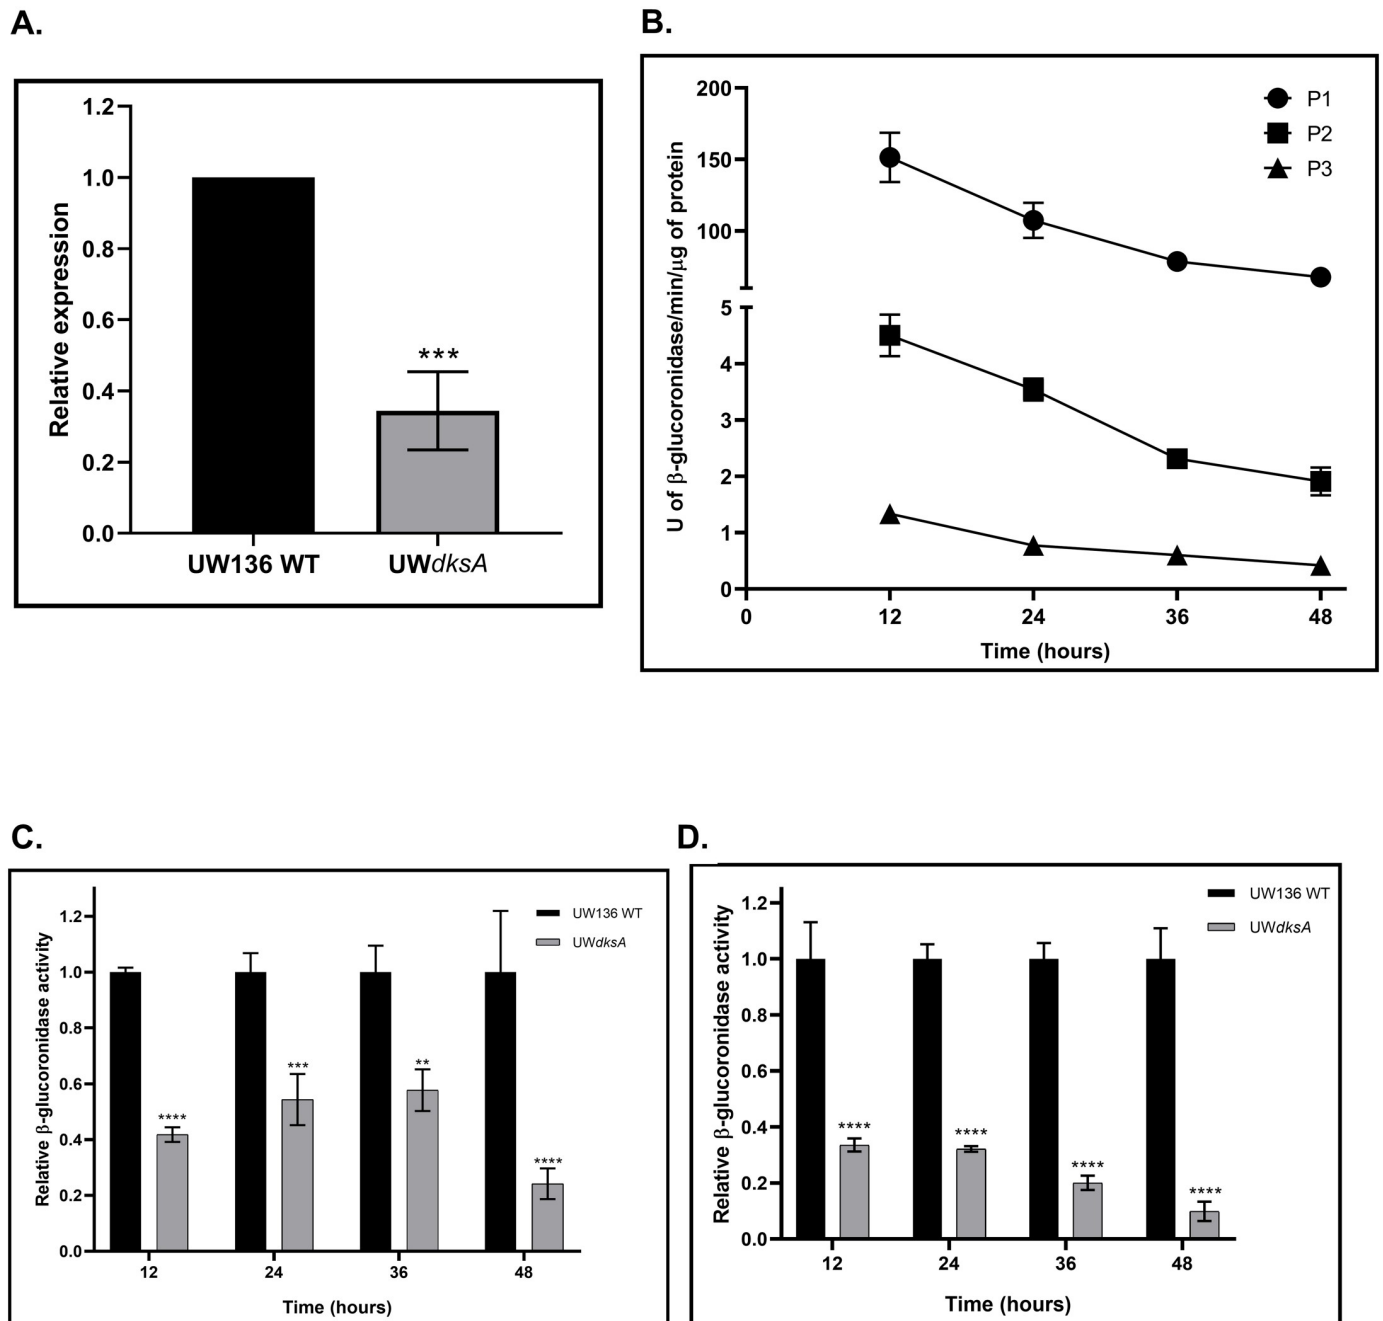 A.
1.2
1.0
0.8
0.6
0.4
0.2
0.0
Relative expression
***
UW136 WT
UWdksA
B.
200
150
100
5
4
3
2
1
0
U of β-glucoronidase/min/μg of protein
P1
P2
P3
0 12 24 36 48
Time (hours)
C.
1.2
1.0
0.8
0.6
0.4
0.2
0.0
Relative β-glucoronidase activity
UW136 WT
UWdksA
****
***
**
****
12 24 36 48
Time (hours)
D.
1.2
1.0
0.8
0.6
0.4
0.2
0.0
Relative β-glucoronidase activity
UW136 WT
UWdksA
****
****
****
****
12 24 36 48
Time (hours)